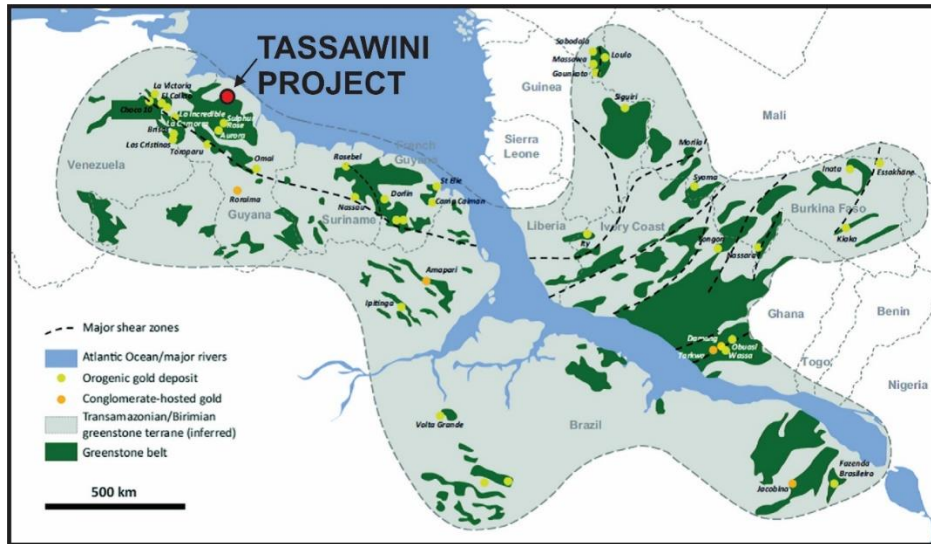 TASSAWINI
PROJECT
Sabodala
Massawa
Gounkoto
Loulo
Guinea
Siguiri
Mali
Sierra
Leone
La Victoria
El Callao
Choco 10
La Incredible
La Camorra
Sulphur
Rose
Aurora
Brisas
Las Cristinas
Toroparu
Omai
Venezuela
Roraima
Guyana
French
Guyana
Rosebel
St Elie
Dorlin
Camp Caiman
Nassau
Suriname
Morila
Syama
Inata
Essakane
Burkina Faso
Kiaka
Liberia
Ivory Coast
Ity
Tongon
Nassara
Amapari
Ipitinga
Ghana
Benin
Togo
Nigeria
Damang
Obuasi
Tarkwa
Wassa
Brazil
Volta Grande
Jacobina
Fazenda
Brasileiro
Major shear zones
Atlantic Ocean/major rivers
Orogenic gold deposit
Conglomerate-hosted gold
Transamazonian/Birimian
greenstone terrane (inferred)
Greenstone belt
500 km